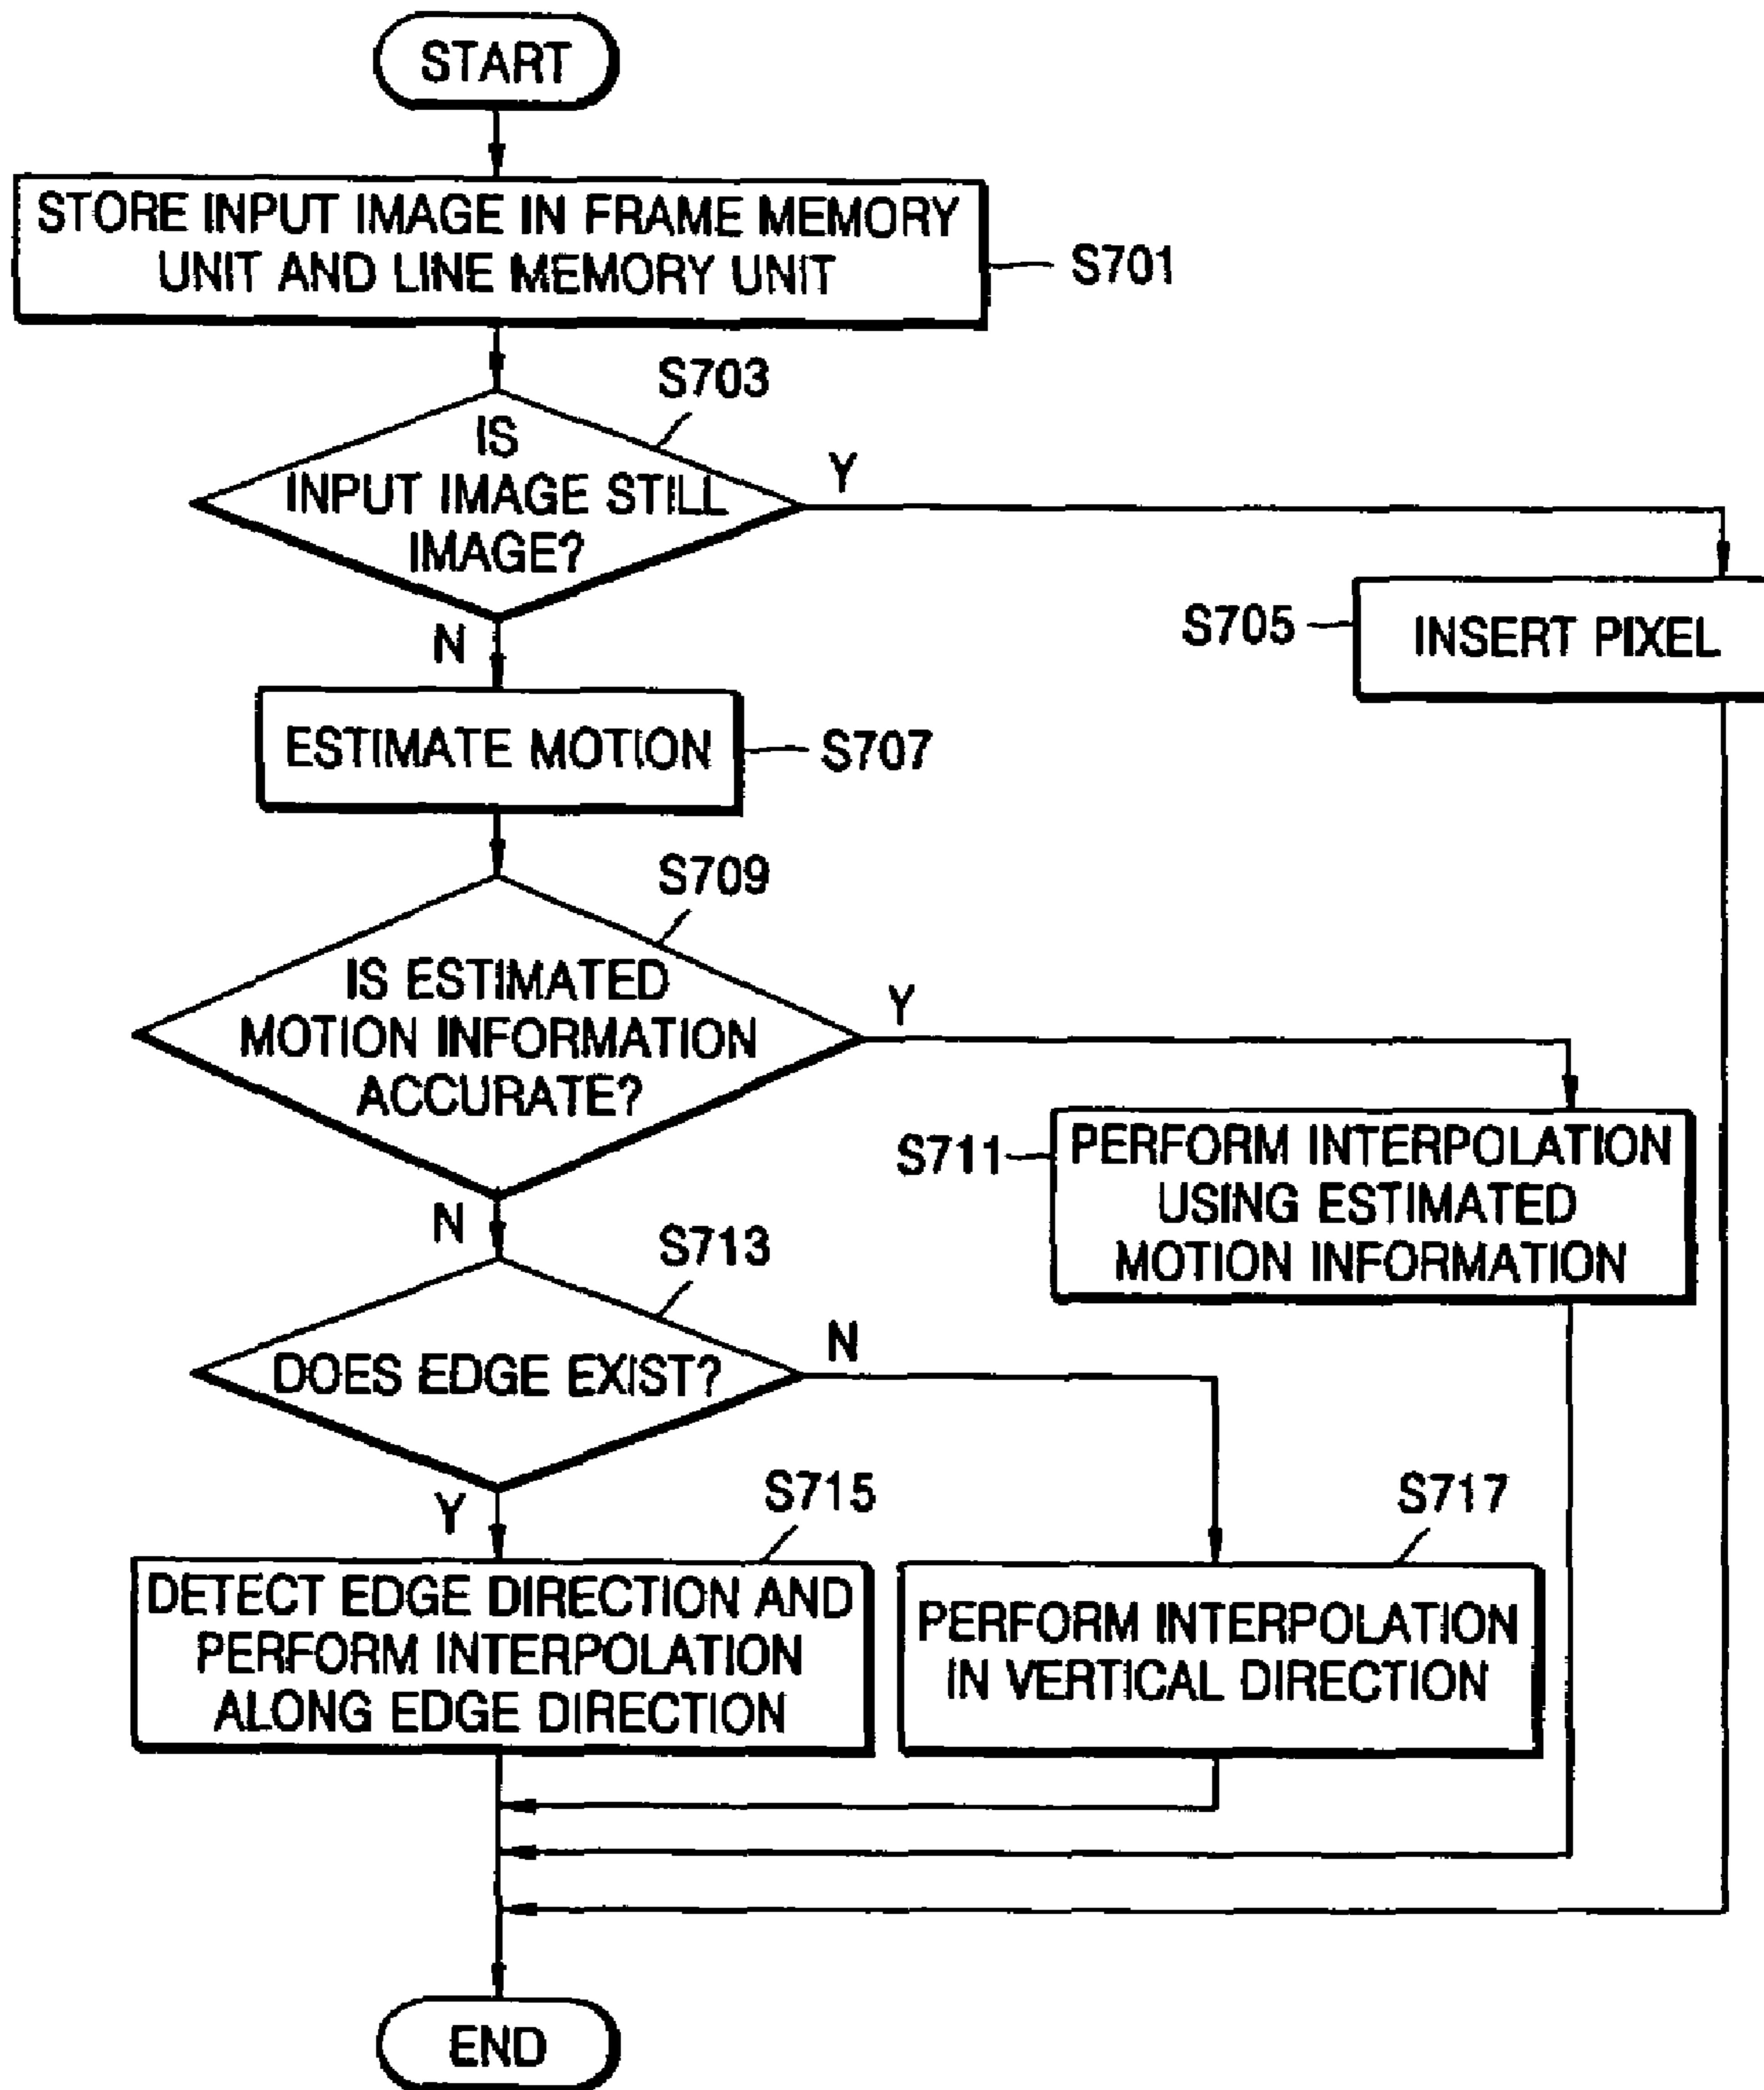 START
STORE INPUT IMAGE IN FRAME MEMORY
UNIT AND LINE MEMORY UNIT
S701
S703
IS
INPUT IMAGE STILL
IMAGE?
Y
N
S705
INSERT PIXEL
ESTIMATE MOTION
S707
S709
IS ESTIMATED
MOTION INFORMATION
ACCURATE?
Y
N
S711
PERFORM INTERPOLATION
USING ESTIMATED
MOTION INFORMATION
S713
DOES EDGE EXIST?
N
Y
S715
DETECT EDGE DIRECTION AND
PERFORM INTERPOLATION
ALONG EDGE DIRECTION
S717
PERFORM INTERPOLATION
IN VERTICAL DIRECTION
END